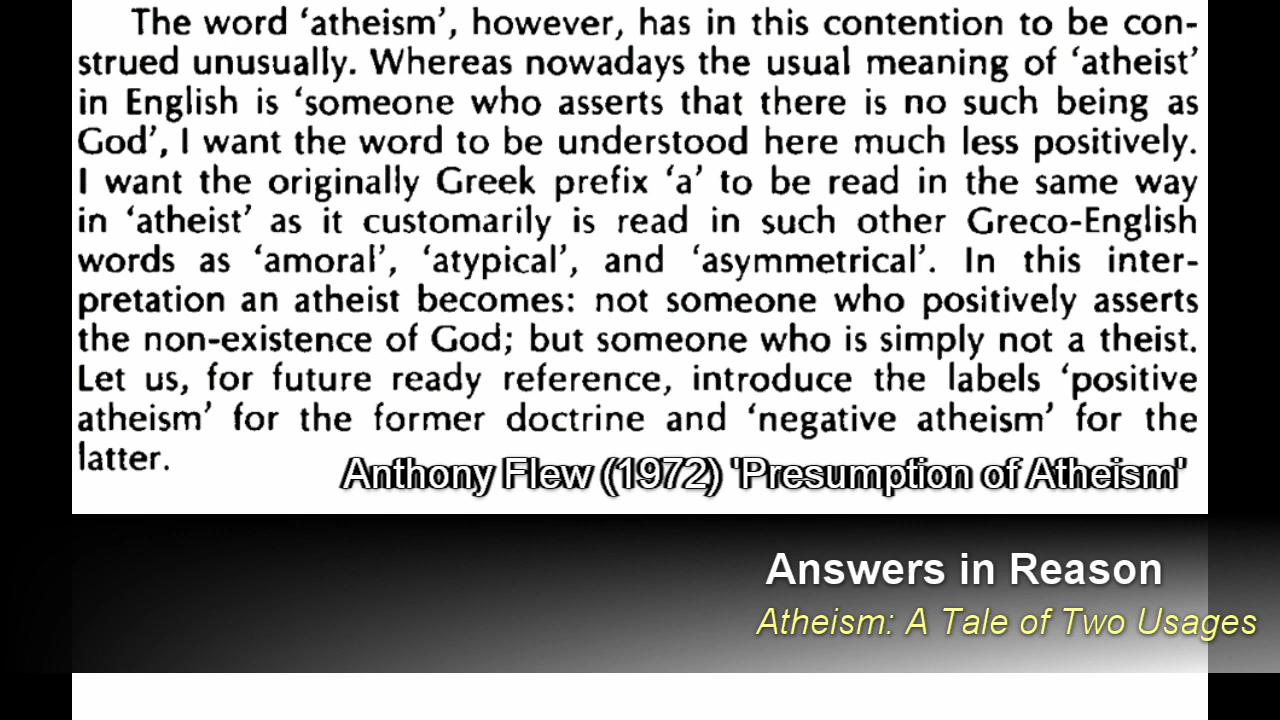 The word ‘atheism’, however, has in this contention to be con-
strued unusually. Whereas nowadays the usual meaning of ‘atheist’
in English is ‘someone who asserts that there is no such being as
God’, I want the word to be understood here much less positively.
I want the originally Greek prefix ‘a’ to be read in the same way
in ‘atheist’ as it customarily is read in such other Greco-English
words as ‘amoral’, ‘atypical’, and ‘asymmetrical’. In this inter-
pretation an atheist becomes: not someone who positively asserts
the non-existence of God; but someone who is simply not a theist.
Let us, for future ready reference, introduce the labels ‘positive
atheism’ for the former doctrine and ‘negative atheism’ for the
latter.
Anthony Flew (1972) 'Presumption of Atheism'
Answers in Reason
Atheism: A Tale of Two Usages